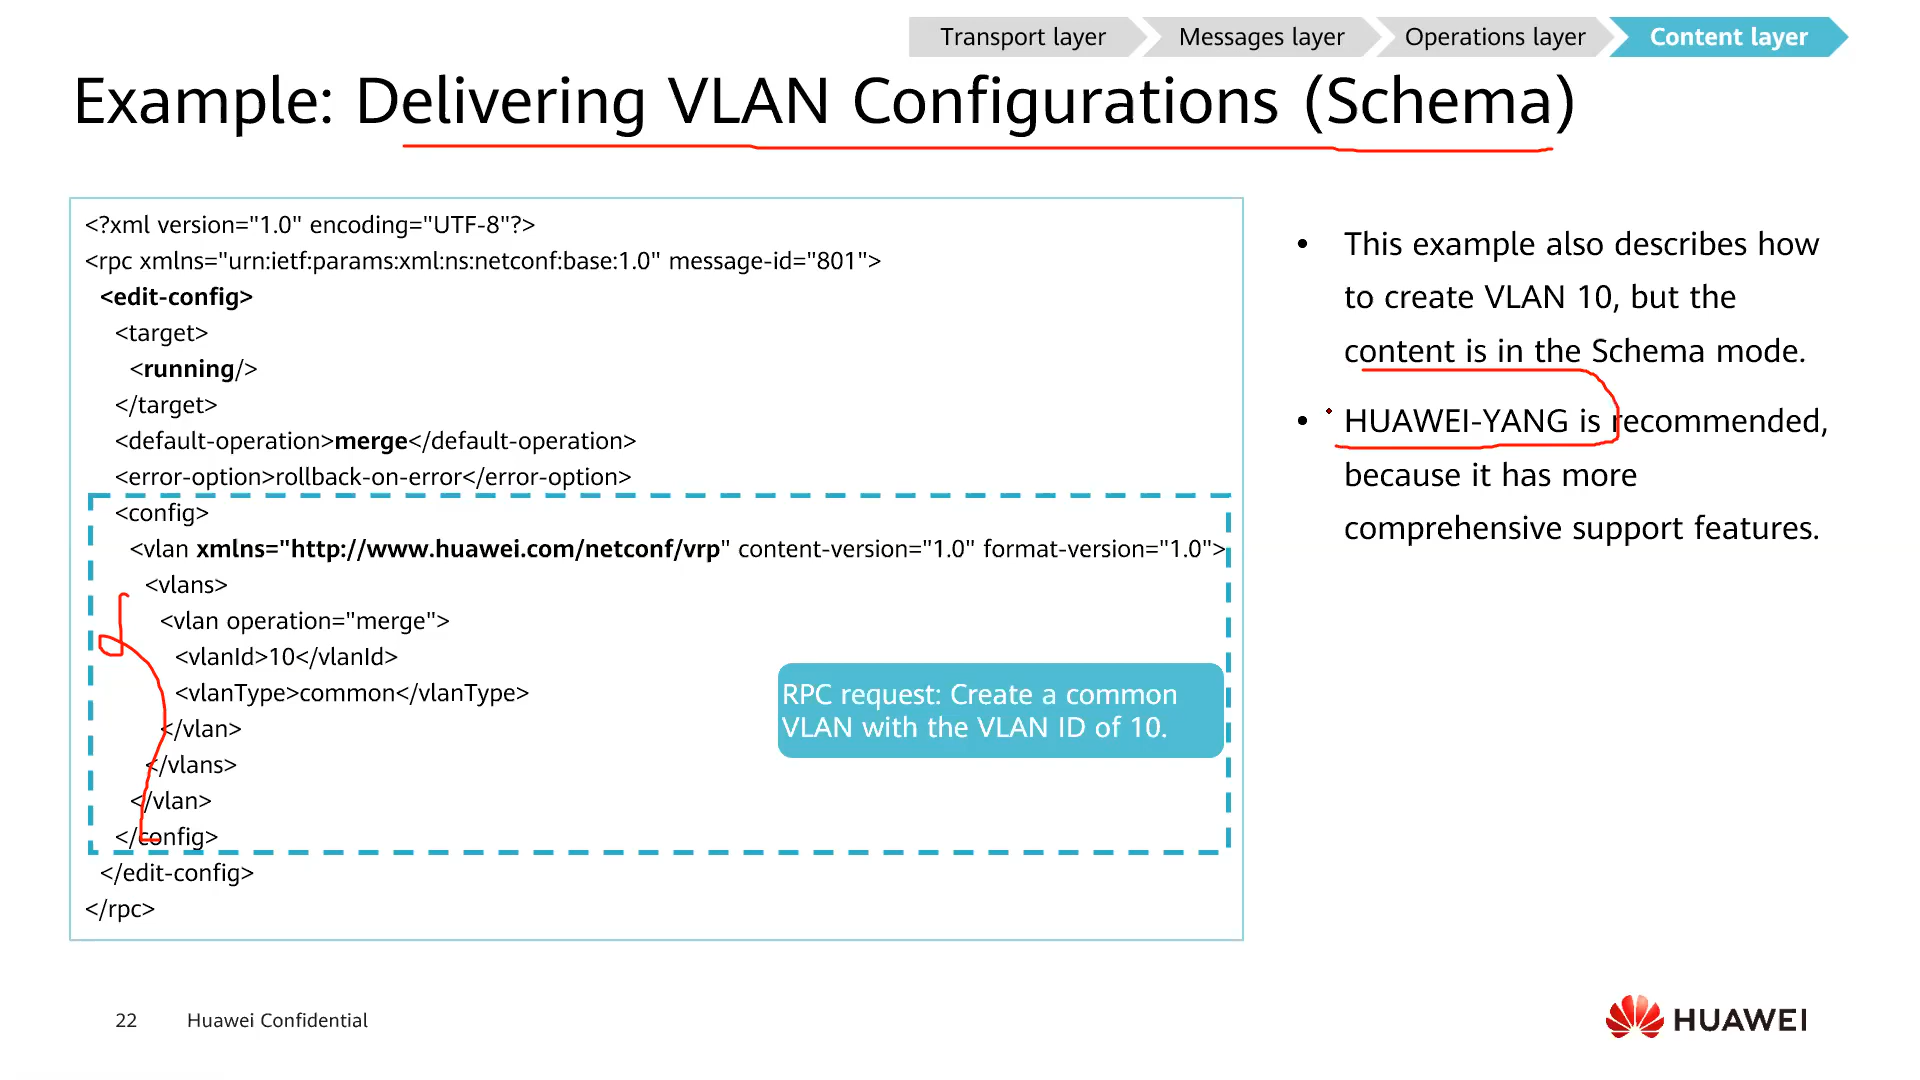 Transport layer
Messages layer
Operations layer
Content layer
Example: Delivering VLAN Configurations (Schema)
<?xml version="1.0" encoding="UTF-8"?>
<rpc xmlns="urn:ietf:params:xml:ns:netconf:base:1.0" message-id="801">
<edit-config>
<target>
<running/>
</target>
<default-operation>merge</default-operation>
<error-option>rollback-on-error</error-option>
<config>
<vlan xmlns="http://www.huawei.com/netconf/vrp" content-version="1.0" format-version="1.0">
<vlans>
<vlan operation="merge">
<vlanId>10</vlanId>
<vlanType>common</vlanType>
</vlan>
</vlans>
</vlan>
</config>
</edit-config>
</rpc>
RPC request: Create a common
VLAN with the VLAN ID of 10.
• This example also describes how
to create VLAN 10, but the
content is in the Schema mode.
• HUAWEI-YANG is recommended,
because it has more
comprehensive support features.
22
Huawei Confidential
HUAWEI